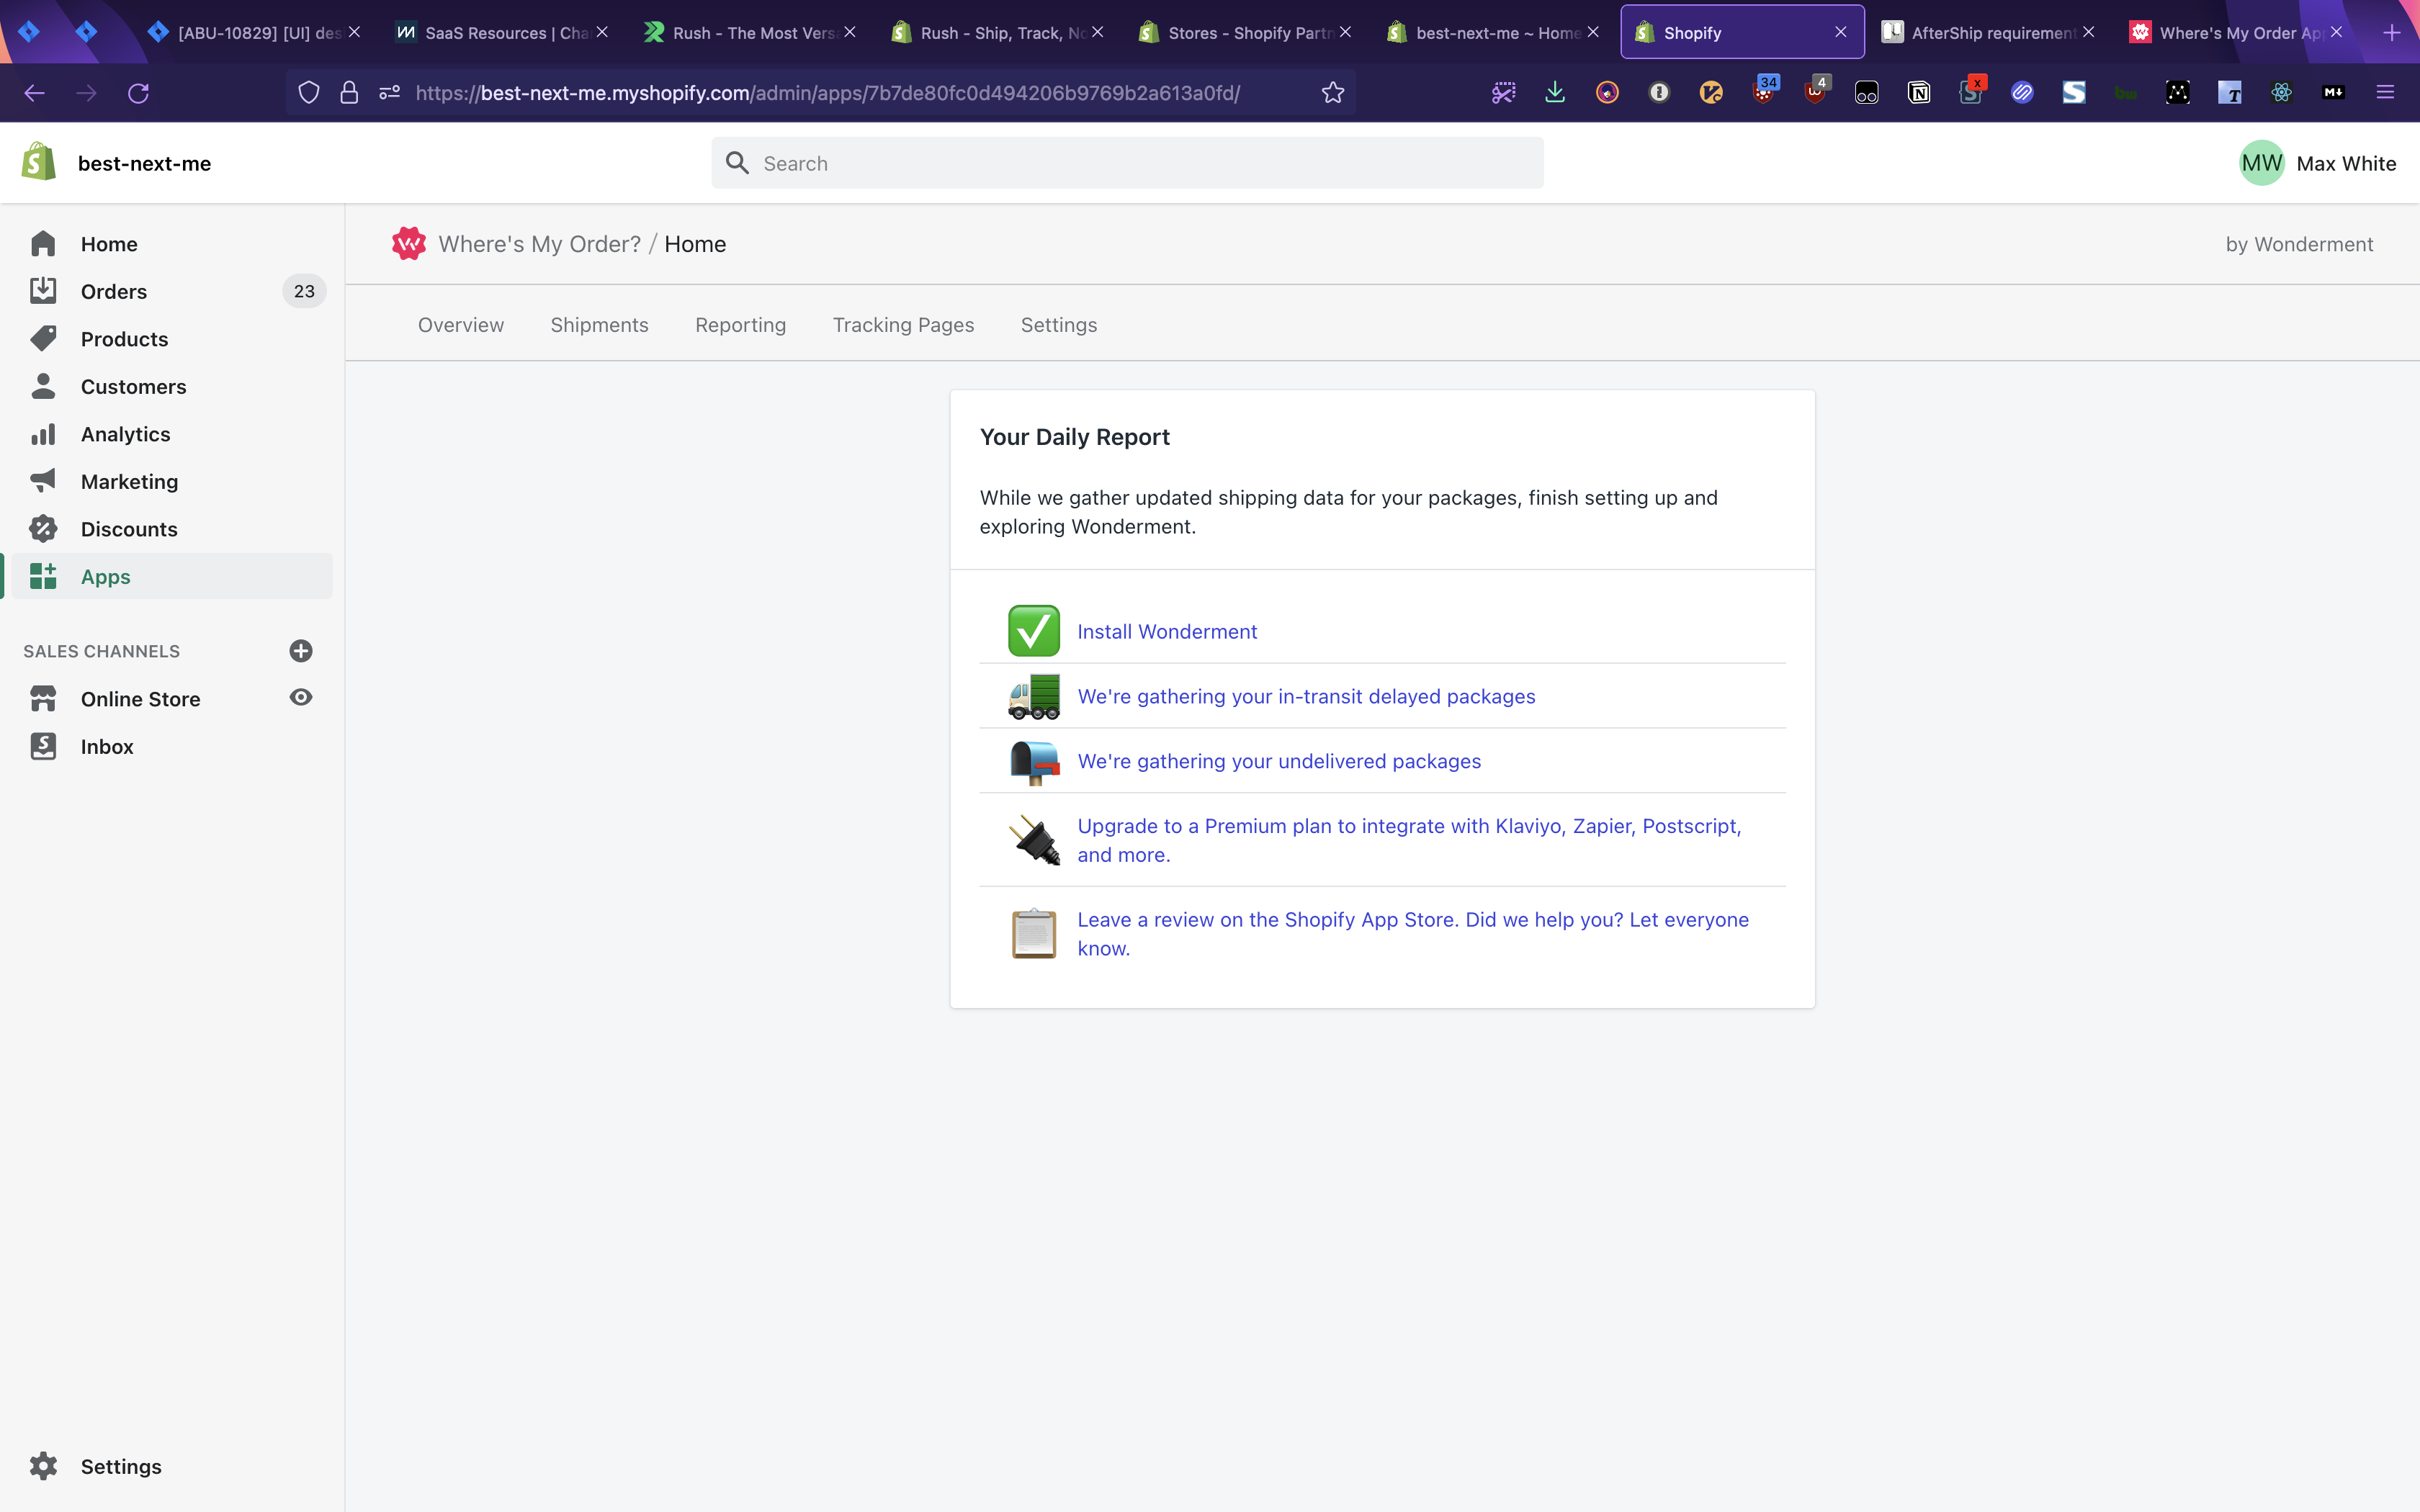 [ABU-10829] [UI] des
SaaS Resources | Cha
Rush - The Most Vers
Rush - Ship, Track, No
Stores - Shopify Partn
best-next-me ~ Home
Shopify
AfterShip requirement
Where's My Order Ap
https://best-next-me.myshopify.com/admin/apps/7b7de80fc0d494206b9769b2a613a0fd/
34
4
x
best-next-me
Search
MW
Max White
Home
Orders
23
Products
Customers
Analytics
Marketing
Discounts
Apps
SALES CHANNELS
Online Store
Inbox
Settings
Where's My Order? / Home
by Wonderment
Overview
Shipments
Reporting
Tracking Pages
Settings
Your Daily Report
While we gather updated shipping data for your packages, finish setting up and
exploring Wonderment.
Install Wonderment
We're gathering your in-transit delayed packages
We're gathering your undelivered packages
Upgrade to a Premium plan to integrate with Klaviyo, Zapier, Postscript,
and more.
Leave a review on the Shopify App Store. Did we help you? Let everyone
know.